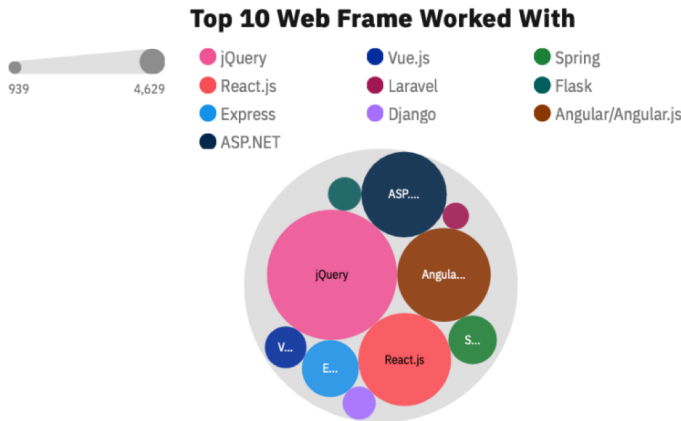 Top 10 Web Frame Worked With
939
4,629
jQuery
Vue.js
Spring
React.js
Laravel
Flask
Express
Django
Angular/Angular.js
ASP.NET
ASP....
jQuery
Angula...
V...
E...
React.js
S...